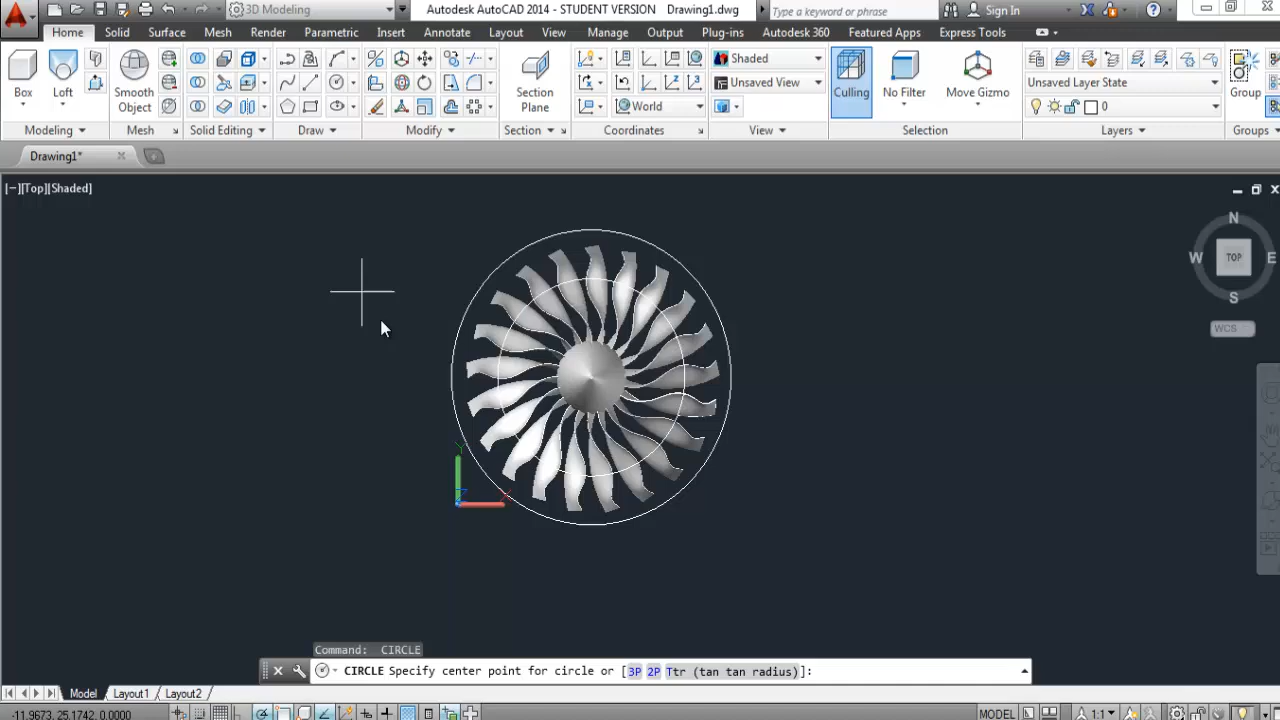 3D Modeling
Autodesk AutoCAD 2014 - STUDENT VERSION Drawing1.dwg
Type a keyword or phrase
Sign In
Home Solid Surface Mesh Render Parametric Insert Annotate Layout View Manage Output Plug-ins Autodesk 360 Featured Apps Express Tools
Box
Loft
Smooth Object
Section Plane
World
Shaded
Unsaved View
Culling
No Filter
Move Gizmo
Unsaved Layer State
0
Group
Modeling Mesh Solid Editing Draw Modify Section Coordinates View Selection Layers Groups
Drawing1*
[−][Top][Shaded]
N
W TOP E
S
WCS
Y
Z X
Command: CIRCLE
CIRCLE Specify center point for circle or [3P 2P Ttr (tan tan radius)]:
Model Layout1 Layout2
-11.9673, 25.1742, 0.0000
MODEL
1:1